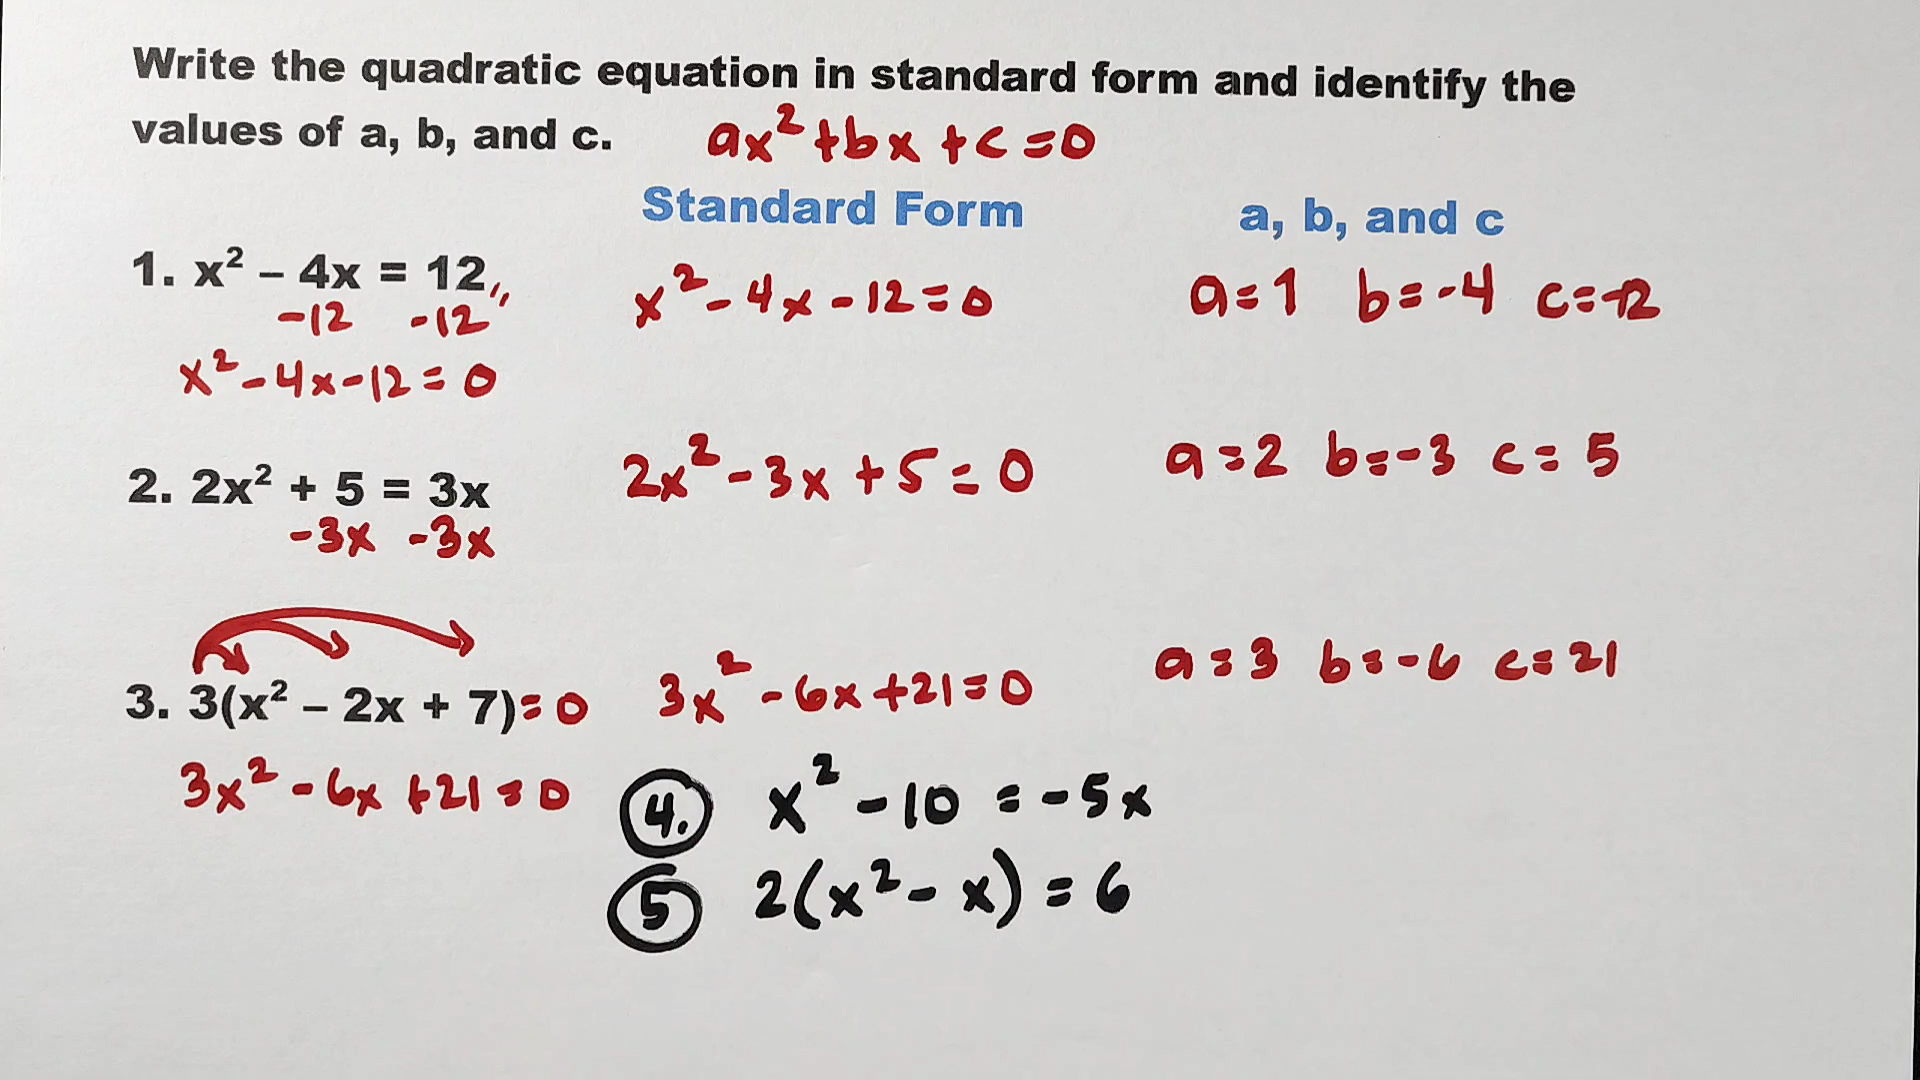 Write the quadratic equation in standard form and identify the
values of a, b, and c. ax² + bx + c = 0
Standard Form a, b, and c
1. x² – 4x = 12,,
-12 -12
x² - 4x - 12 = 0
x² - 4x - 12 = 0
a = 1 b = -4 c = -12
2. 2x² + 5 = 3x
-3x -3x
2x² - 3x + 5 = 0
a = 2 b = -3 c = 5
3. 3(x² – 2x + 7) = 0
3x² - 6x + 21 = 0
3x² - 6x + 21 = 0
a = 3 b = -6 c = 21
4. x² - 10 = -5x
5 2(x² - x) = 6